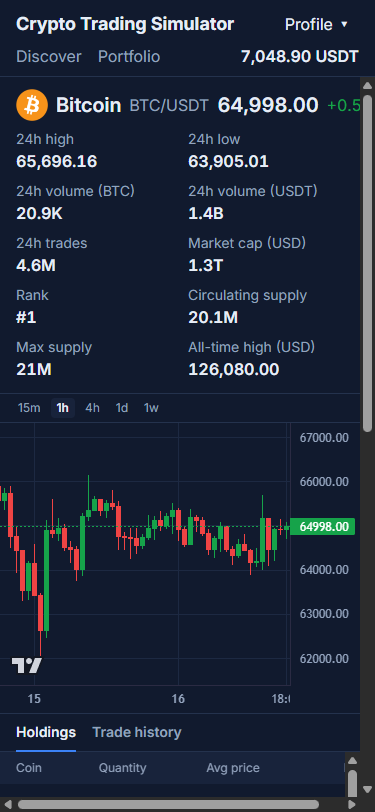 Crypto Trading Simulator Profile ▼
Discover Portfolio 7,048.90 USDT
Bitcoin BTC/USDT 64,998.00 +0.5
24h high 24h low
65,696.16 63,905.01
24h volume (BTC) 24h volume (USDT)
20.9K 1.4B
24h trades Market cap (USD)
4.6M 1.3T
Rank Circulating supply
#1 20.1M
Max supply All-time high (USD)
21M 126,080.00
15m 1h 4h 1d 1w
67000.00
66000.00
64998.00
64000.00
63000.00
62000.00
15 16 18:0
Holdings Trade history
Coin Quantity Avg price